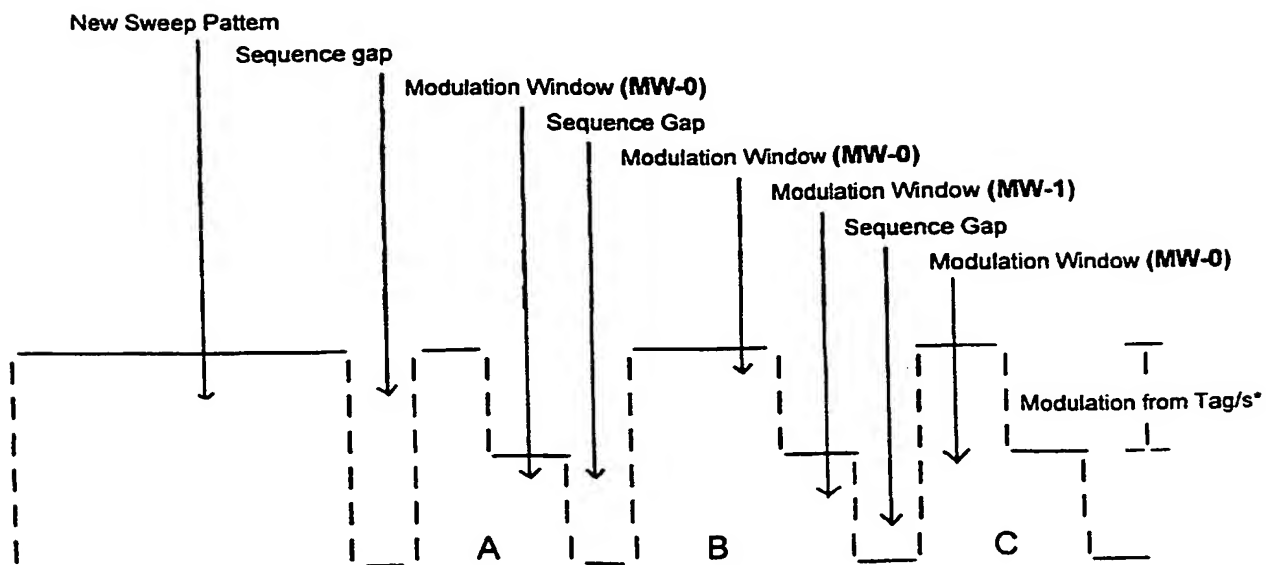 New Sweep Pattem
Sequence gap
Modulation Window (MW-0)
Sequence Gap
Modulation Window (MW-0)
Modulation Window (MW-1)
Sequence Gap
Modulation Window (MW-0)
Modulation from Tag/s*
A
B
C